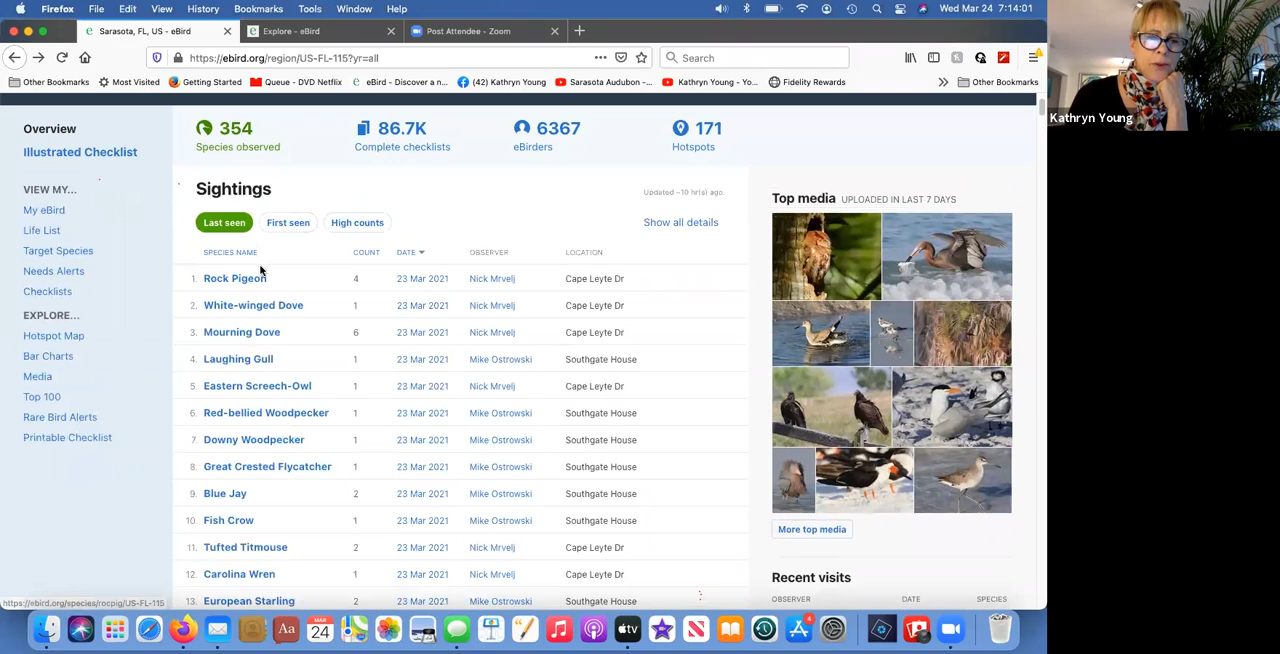 Firefox File Edit View History Bookmarks Tools Window Help Wed Mar 24 7:14:01
Sarasota, FL, US - eBird Explore - eBird Post Attendee - Zoom
https://ebird.org/region/US-FL-115?yr=all Search
Other Bookmarks Most Visited Getting Started Queue - DVD Netflix eBird - Discover a n... (42) Kathryn Young Sarasota Audubon -... Kathryn Young - Yo... Fidelity Rewards Other Bookmarks
Kathryn Young
Overview
Illustrated Checklist
VIEW MY...
My eBird
Life List
Target Species
Needs Alerts
Checklists
EXPLORE...
Hotspot Map
Bar Charts
Media
Top 100
Rare Bird Alerts
Printable Checklist
354 86.7K 6367 171
Species observed Complete checklists eBirders Hotspots
Sightings Updated ~10 hr(s) ago.
Last seen First seen High counts Show all details
SPECIES NAME COUNT DATE OBSERVER LOCATION
1. Rock Pigeon 4 23 Mar 2021 Nick Mrvelj Cape Leyte Dr
2. White-winged Dove 1 23 Mar 2021 Nick Mrvelj Cape Leyte Dr
3. Mourning Dove 6 23 Mar 2021 Nick Mrvelj Cape Leyte Dr
4. Laughing Gull 1 23 Mar 2021 Mike Ostrowski Southgate House
5. Eastern Screech-Owl 1 23 Mar 2021 Nick Mrvelj Cape Leyte Dr
6. Red-bellied Woodpecker 1 23 Mar 2021 Mike Ostrowski Southgate House
7. Downy Woodpecker 1 23 Mar 2021 Mike Ostrowski Southgate House
8. Great Crested Flycatcher 1 23 Mar 2021 Mike Ostrowski Southgate House
9. Blue Jay 2 23 Mar 2021 Mike Ostrowski Southgate House
10. Fish Crow 1 23 Mar 2021 Mike Ostrowski Southgate House
11. Tufted Titmouse 2 23 Mar 2021 Nick Mrvelj Cape Leyte Dr
12. Carolina Wren 1 23 Mar 2021 Nick Mrvelj Cape Leyte Dr
13. European Starling 2 23 Mar 2021 Mike Ostrowski Southgate House
Top media UPLOADED IN LAST 7 DAYS
More top media
Recent visits
OBSERVER DATE SPECIES
https://ebird.org/species/rocpig/US-FL-115
MAR
24
Aa
tv
4